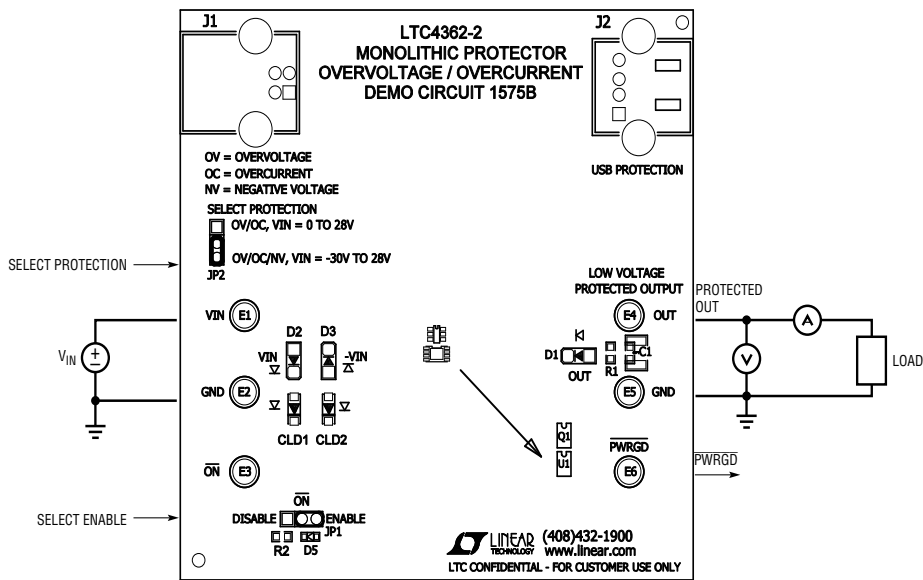 J1
J2
LTC4362-2
MONOLITHIC PROTECTOR
OVERVOLTAGE / OVERCURRENT
DEMO CIRCUIT 1575B
OV = OVERVOLTAGE
OC = OVERCURRENT
NV = NEGATIVE VOLTAGE
USB PROTECTION
SELECT PROTECTION
OV/OC, VIN = 0 TO 28V
OV/OC/NV, VIN = -30V TO 28V
JP2
SELECT PROTECTION
LOW VOLTAGE
PROTECTED OUTPUT
PROTECTED
OUT
VIN E1
E4 OUT
A
D2 D3
VIN -VIN
D1
OUT
R1
C1
VIN
V
LOAD
GND E2
E5 GND
CLD1 CLD2
Q1
U1
ON E3
PWRGD
E6
PWRGD
ON
DISABLE ENABLE
JP1
SELECT ENABLE
R2 D5
LINEAR
TECHNOLOGY
(408)432-1900
www.linear.com
LTC CONFIDENTIAL - FOR CUSTOMER USE ONLY